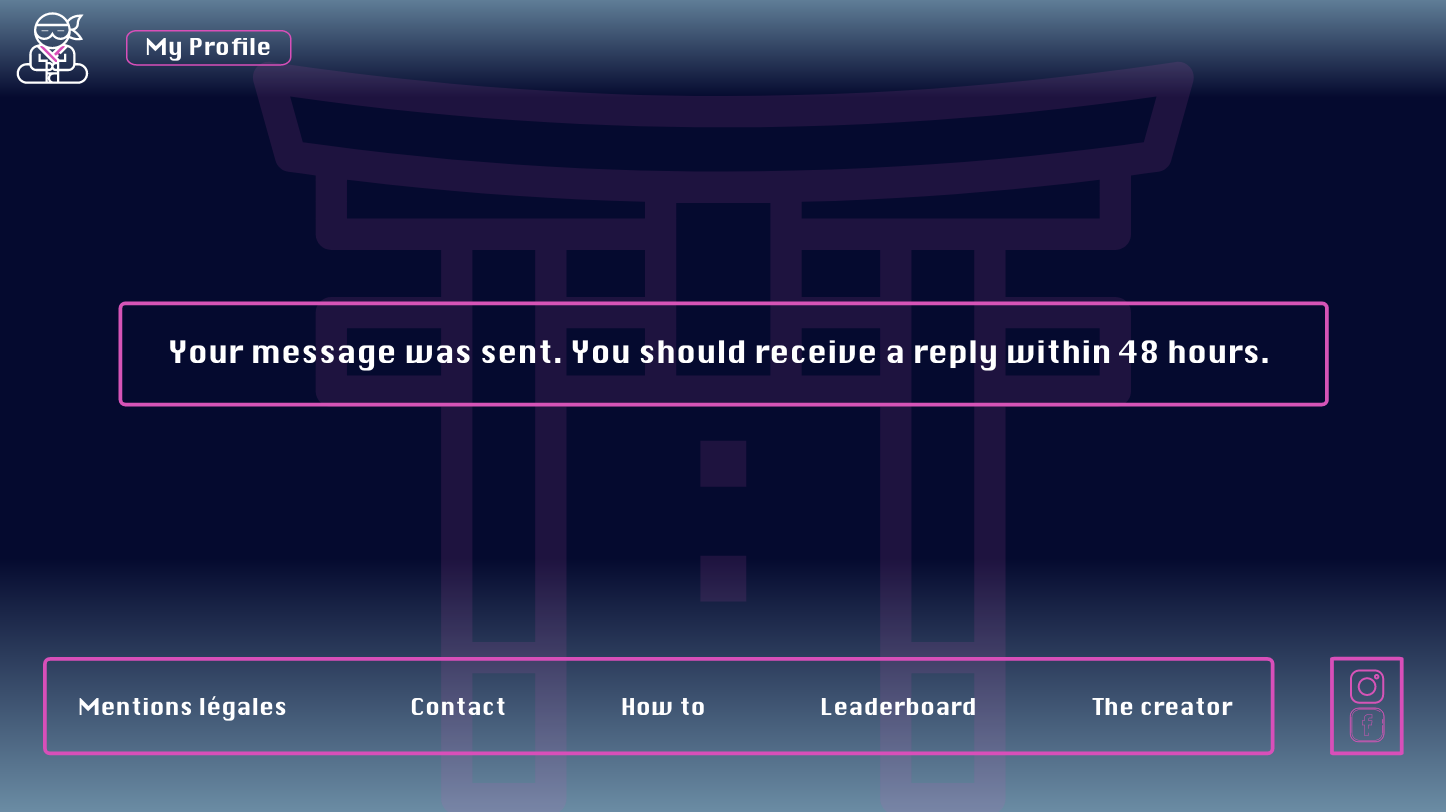 My Profile
Your message was sent. You should receive a reply within 48 hours.
Mentions légales
Contact
How to
Leaderboard
The creator